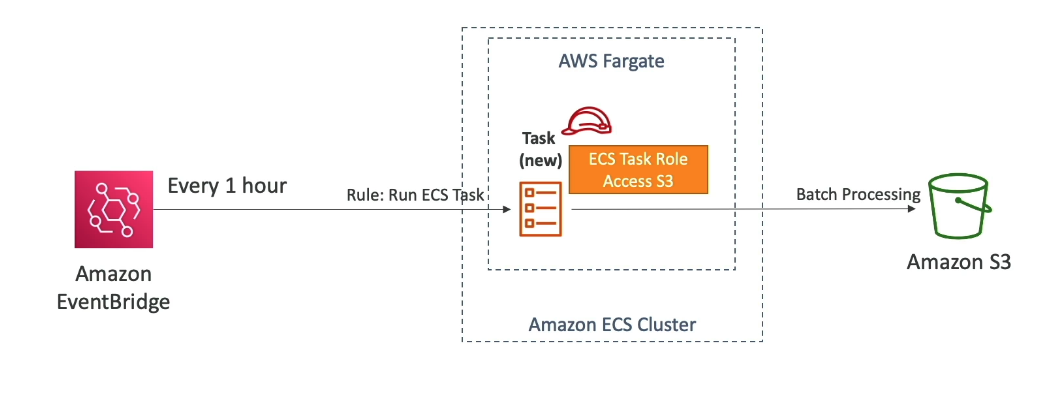 AWS Fargate
Task
(new)
ECS Task Role
Access S3
Every 1 hour
Rule: Run ECS Task
Batch Processing
Amazon
EventBridge
Amazon S3
Amazon ECS Cluster